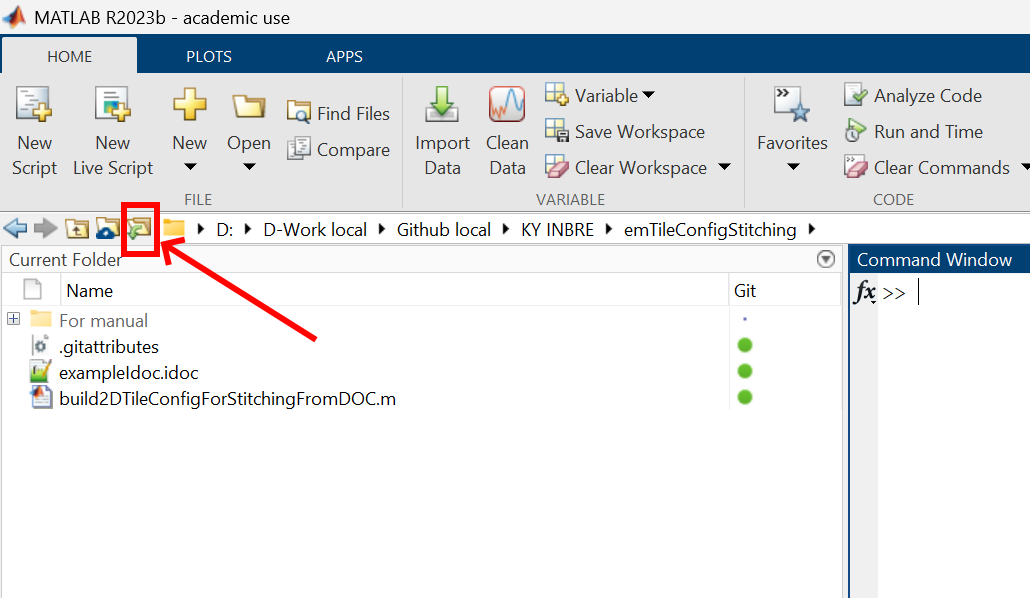 MATLAB R2023b - academic use
HOME PLOTS APPS
New Script
New Live Script
New
Open
Find Files
Compare
FILE
Import Data
Clean Data
Variable
Save Workspace
Clear Workspace
VARIABLE
Favorites
Analyze Code
Run and Time
Clear Commands
CODE
D: D-Work local Github local KY INBRE emTileConfigStitching
Current Folder
Name Git
For manual
.gitattributes
exampleIdoc.idoc
build2DTileConfigForStitchingFromDOC.m
Command Window
fx >>